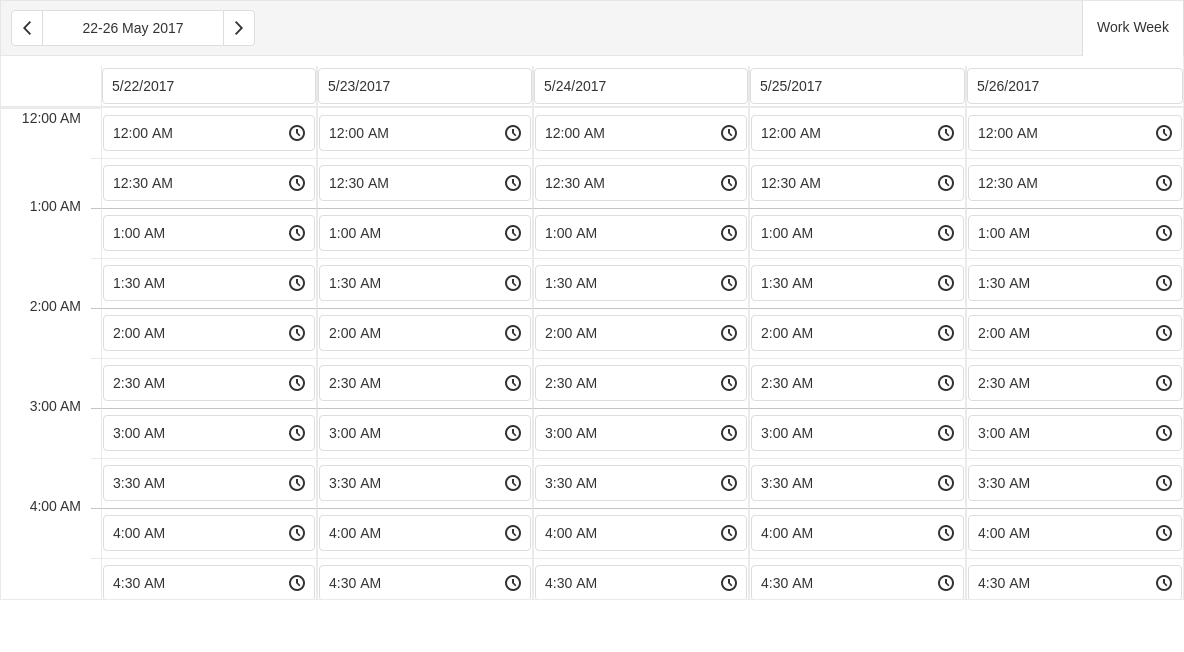 22-26 May 2017 Work Week
5/22/2017 5/23/2017 5/24/2017 5/25/2017 5/26/2017
12:00 AM 12:00 AM 12:00 AM 12:00 AM 12:00 AM 12:00 AM
12:30 AM 12:30 AM 12:30 AM 12:30 AM 12:30 AM
1:00 AM 1:00 AM 1:00 AM 1:00 AM 1:00 AM 1:00 AM
1:30 AM 1:30 AM 1:30 AM 1:30 AM 1:30 AM
2:00 AM 2:00 AM 2:00 AM 2:00 AM 2:00 AM 2:00 AM
2:30 AM 2:30 AM 2:30 AM 2:30 AM 2:30 AM
3:00 AM 3:00 AM 3:00 AM 3:00 AM 3:00 AM 3:00 AM
3:30 AM 3:30 AM 3:30 AM 3:30 AM 3:30 AM
4:00 AM 4:00 AM 4:00 AM 4:00 AM 4:00 AM 4:00 AM
4:30 AM 4:30 AM 4:30 AM 4:30 AM 4:30 AM